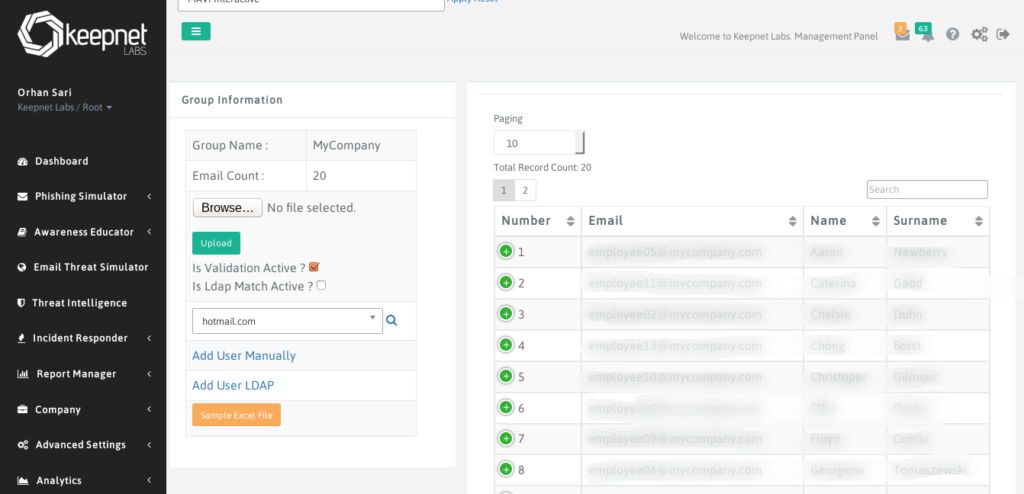 keepnet
LABS
Orhan Sari
Keepnet Labs / Root
Dashboard
Phishing Simulator
Awareness Educator
Email Threat Simulator
Threat Intelligence
Incident Responder
Report Manager
Company
Advanced Settings
Analytics
Welcome to Keepnet Labs. Management Panel
3
63
Group Information
Group Name :
MyCompany
Email Count :
20
Browse...
No file selected.
Upload
Is Validation Active ?
Is Ldap Match Active ?
hotmail.com
Add User Manually
Add User LDAP
Sample Excel File
Paging
10
Total Record Count: 20
1 2
Search
Number Email Name Surname
1 employee05@mycompany.com Aaron Newberry
2 employee11@mycompany.com Caterina Gadd
3 employee02@mycompany.com Chelsie Duhn
4 employee13@mycompany.com Chong Borst
5 employee10@mycompany.com Christoper Gilmour
6
7 employee09@mycompany.com Floyd Curcio
8 employee06@mycompany.com Georgene Tomaszewski